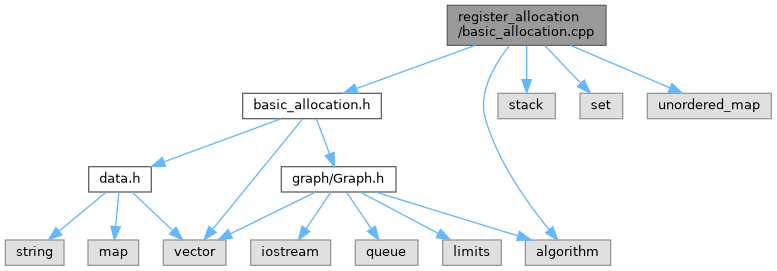 register_allocation
/basic_allocation.cpp
basic_allocation.h
stack
set
unordered_map
data.h
graph/Graph.h
string
map
vector
iostream
queue
limits
algorithm